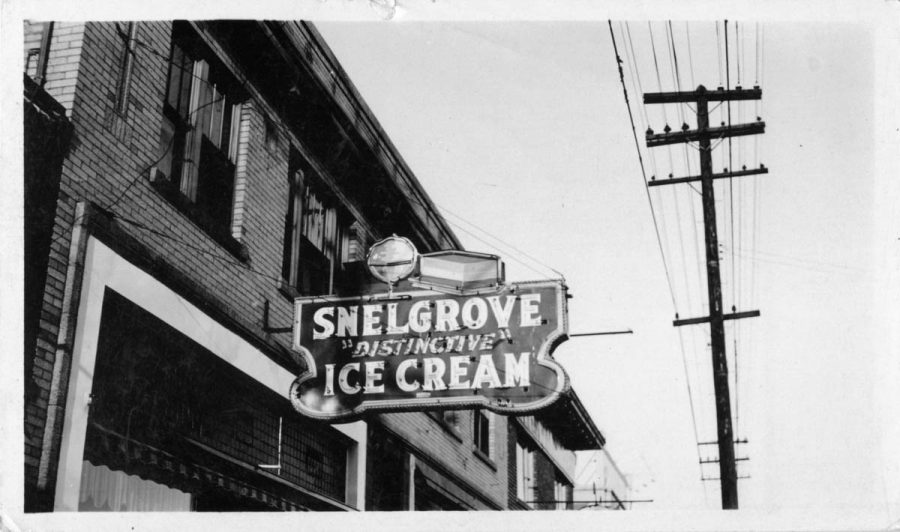 SNELGROVE
"DISTINCTIVE"
ICE CREAM